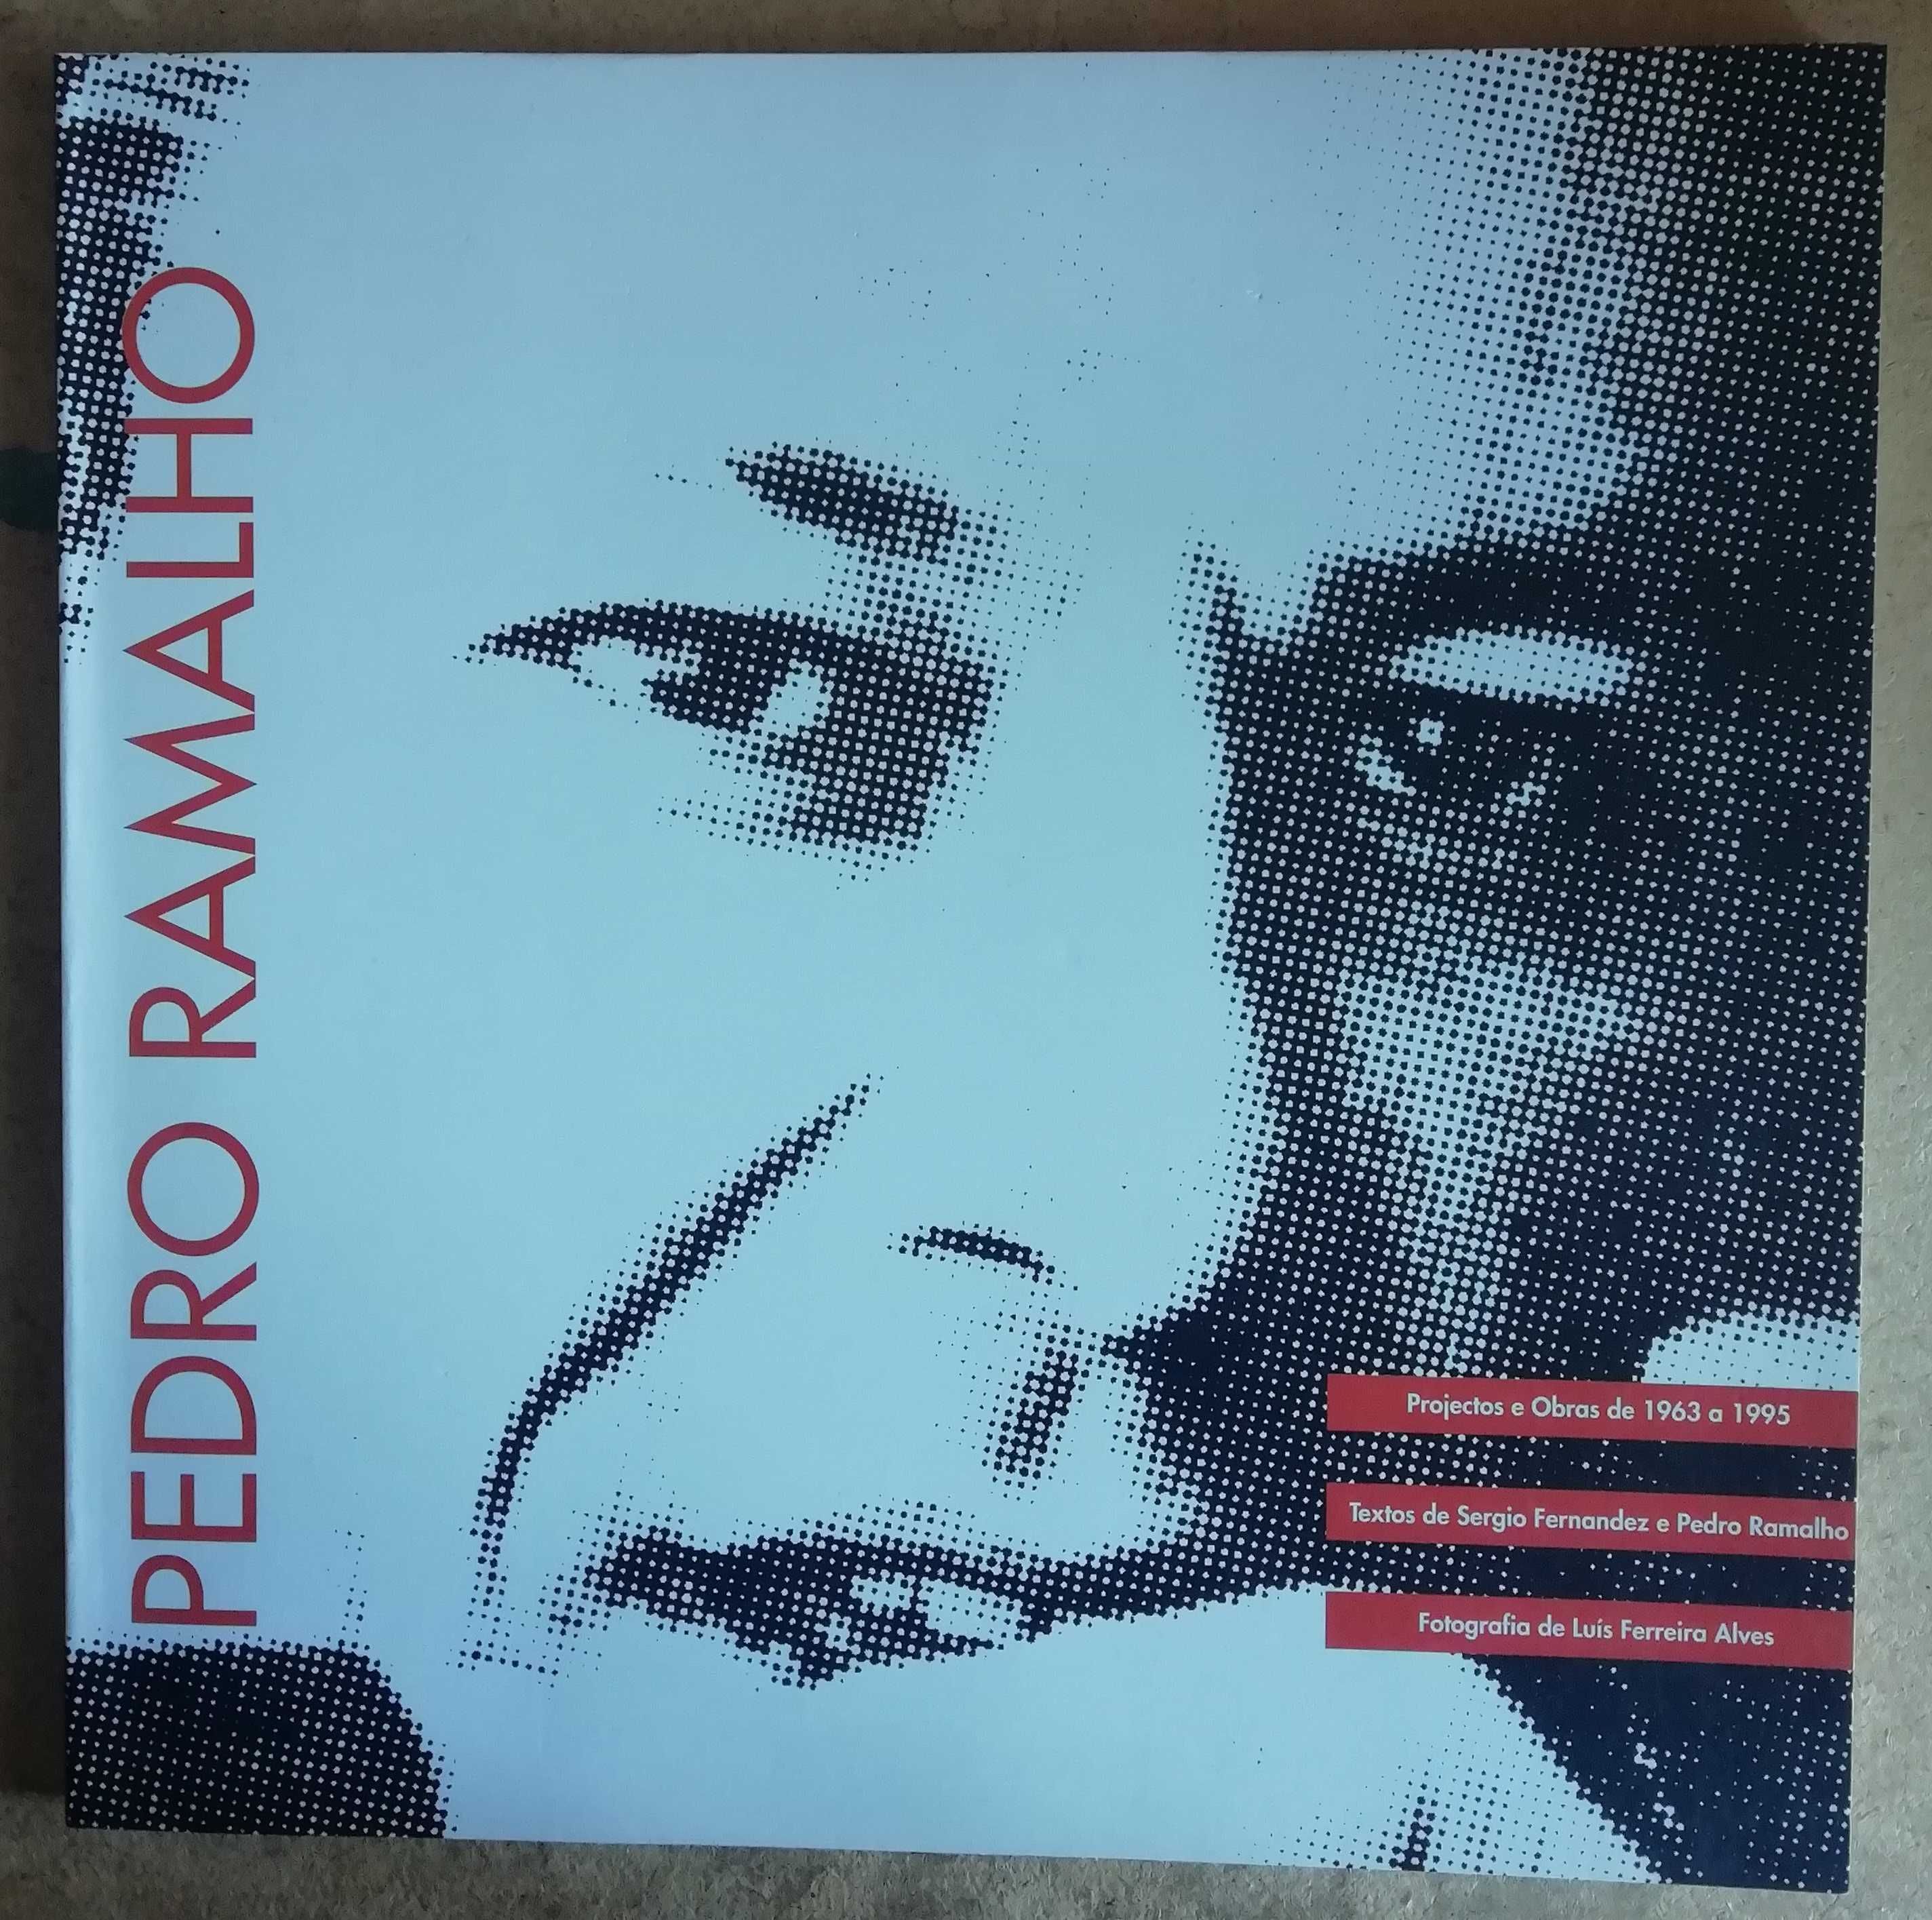 PEDRO RAMALHO
Projectos e Obras de 1963 a 1995
Textos de Sergio Fernandez e Pedro Ramalho
Fotografia de Luís Ferreira Alves